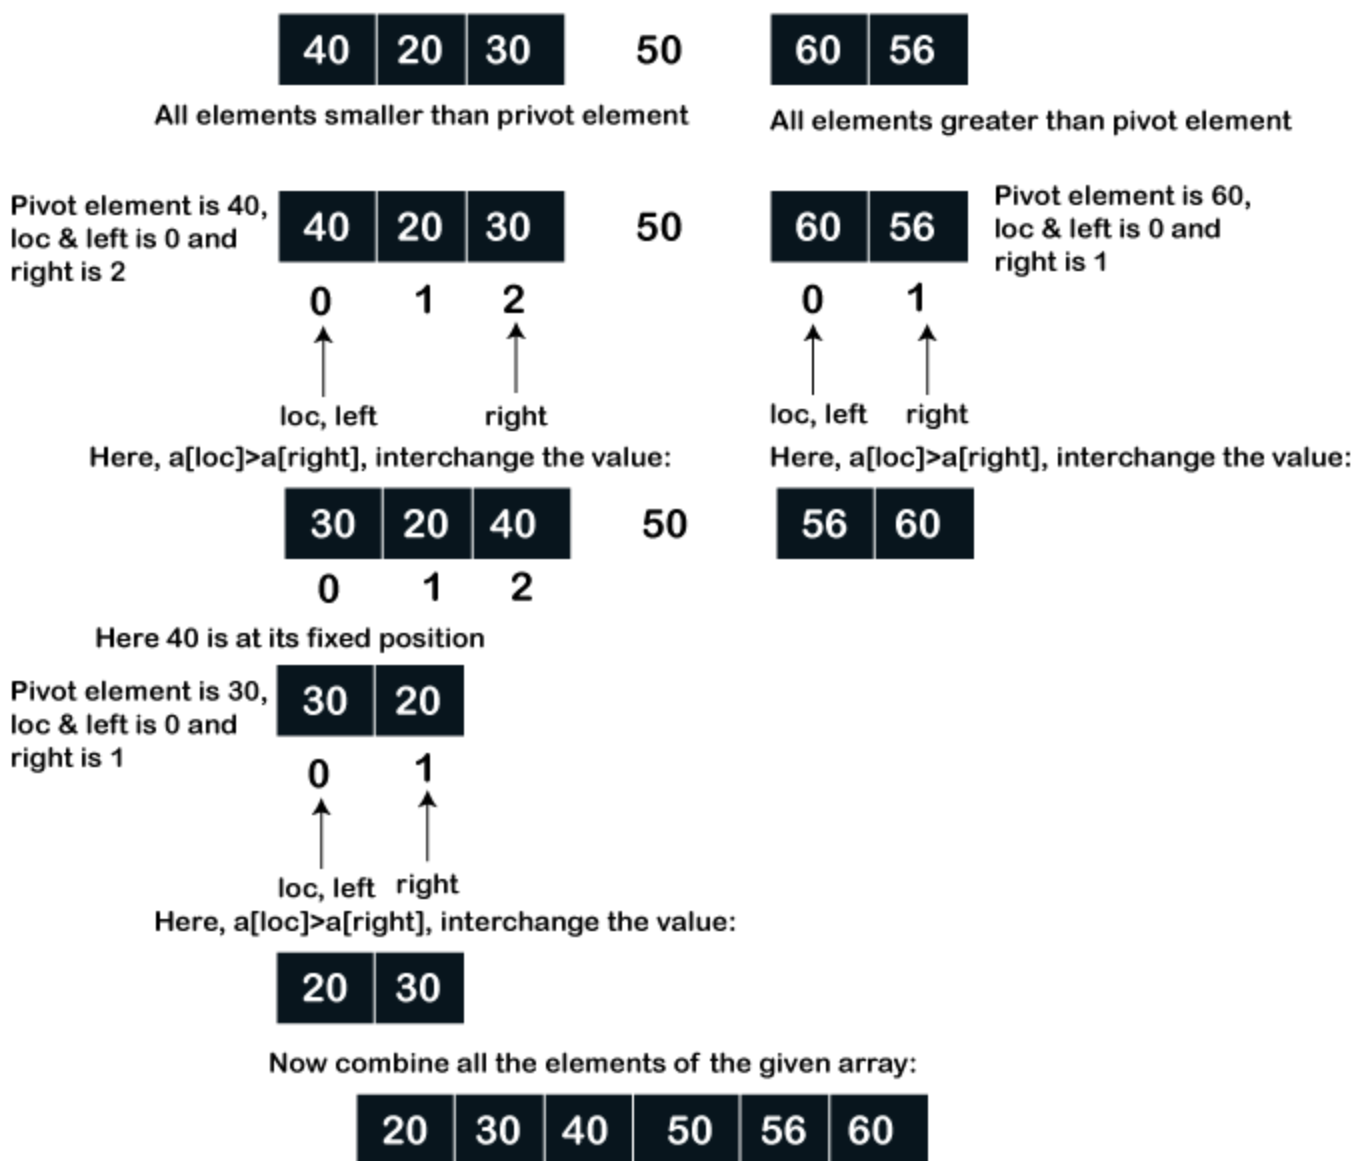 40 20 30 50 60 56
All elements smaller than privot element
All elements greater than pivot element
Pivot element is 40,
loc & left is 0 and
right is 2
40 20 30 50 60 56
Pivot element is 60,
loc & left is 0 and
right is 1
0 1 2
0 1
loc, left right
loc, left right
Here, a[loc]>a[right], interchange the value:
Here, a[loc]>a[right], interchange the value:
30 20 40 50 56 60
0 1 2
Here 40 is at its fixed position
Pivot element is 30,
loc & left is 0 and
right is 1
30 20
0 1
loc, left right
Here, a[loc]>a[right], interchange the value:
20 30
Now combine all the elements of the given array:
20 30 40 50 56 60